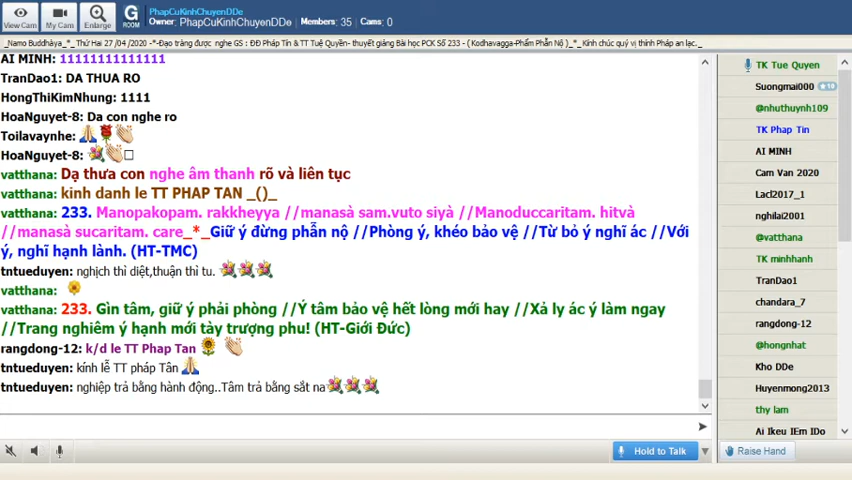 PhapCuKinhChuyenDDe
Owner: PhapCuKinhChuyenDDe Members: 35 Cams: 0
View Cam
My Cam
Enlarge
G
ROOM
_Namo Buddhàya_*_ Thứ Hai 27 /04 /2020 -*-Đạo tràng được nghe GS : ĐĐ Pháp Tín & TT Tuệ Quyền- thuyết giảng Bài học PCK Số 233 - ( Kodhavagga-Phẩm Phẫn Nộ )_*_ Kính chúc quý vị thính Pháp an lạc._
AI MINH: 11111111111111
TranDao1: DA THUA RO
HongThiKimNhung: 1111
HoaNguyet-8: Da con nghe ro
Toilavaynhe:
HoaNguyet-8:
vatthana: Dạ thưa con nghe âm thanh rõ và liên tục
vatthana: kinh danh le TT PHAP TAN _()_
vatthana: 233. Manopakopam. rakkheyya //manasà sam.vuto siyà //Manoduccaritam. hitvà
//manasà sucaritam. care_*_Giữ ý đừng phẫn nộ //Phòng ý, khéo bảo vệ //Từ bỏ ý nghĩ ác //Với
ý, nghĩ hạnh lành. (HT-TMC)
tntueduyen: nghịch thì diệt,thuận thì tu.
vatthana:
vatthana: 233. Gìn tâm, giữ ý phải phòng //Ý tâm bảo vệ hết lòng mới hay //Xả ly ác ý làm ngay
//Trang nghiêm ý hạnh mới tày trượng phu! (HT-Giới Đức)
rangdong-12: k/d le TT Phap Tan
tntueduyen: kính lễ TT pháp Tân
tntueduyen: nghiệp trả bằng hành động..Tâm trả bằng sắt na
Hold to Talk
TK Tue Quyen
Suongmai000
@nhuthuynh109
TK Phap Tin
AI MINH
Cam Van 2020
Lacl2017_1
nghilai2001
@vatthana
TK minhhanh
TranDao1
chandara_7
rangdong-12
@hongnhat
Kho DDe
Huyenmong2013
thy lam
Ai Ikeu IEm IDo
Raise Hand